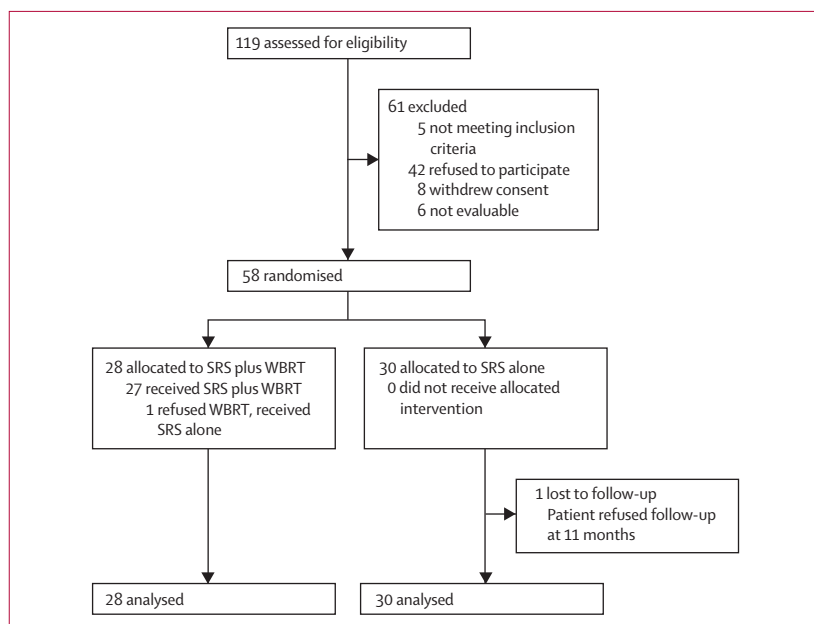 119 assessed for eligibility
61 excluded
5 not meeting inclusion
criteria
42 refused to participate
8 withdrew consent
6 not evaluable
58 randomised
28 allocated to SRS plus WBRT
27 received SRS plus WBRT
1 refused WBRT, received
SRS alone
30 allocated to SRS alone
0 did not receive allocated
intervention
1 lost to follow-up
Patient refused follow-up
at 11 months
28 analysed
30 analysed